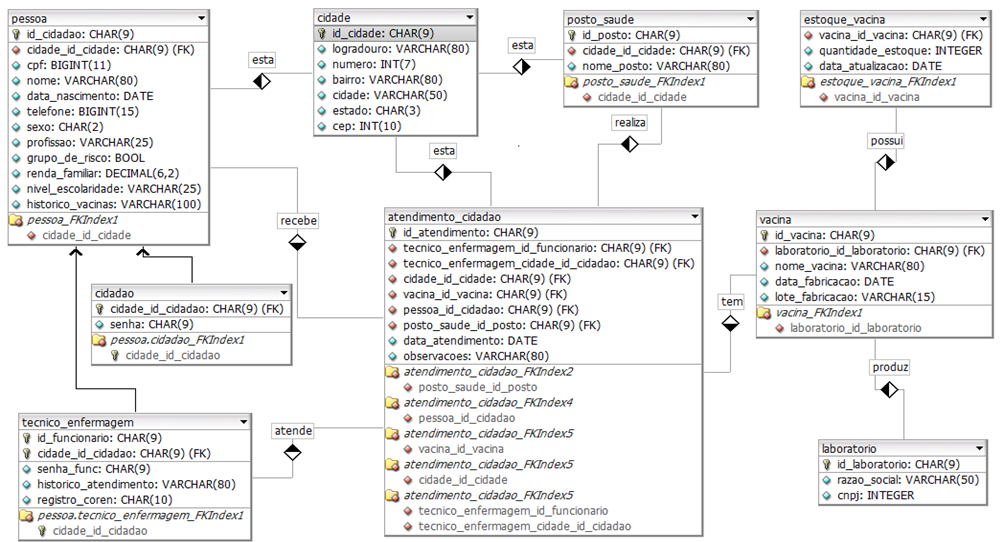 pessoa
id_cidadao: CHAR(9)
cidade_id_cidade: CHAR(9) (FK)
cpf: BIGINT(11)
nome: VARCHAR(80)
data_nascimento: DATE
telefone: BIGINT(15)
sexo: CHAR(2)
profissao: VARCHAR(25)
grupo_de_risco: BOOL
renda_familiar: DECIMAL(6,2)
nivel_escolaridade: VARCHAR(25)
historico_vacinas: VARCHAR(100)
pessoa_FKIndex1
cidade_id_cidade
esta
cidade
id_cidade: CHAR(9)
logradouro: VARCHAR(80)
numero: INT(7)
bairro: VARCHAR(80)
cidade: VARCHAR(50)
estado: CHAR(3)
cep: INT(10)
esta
posto_saude
id_posto: CHAR(9)
cidade_id_cidade: CHAR(9) (FK)
nome_posto: VARCHAR(80)
posto_saude_FKIndex1
cidade_id_cidade
estoque_vacina
vacina_id_vacina: CHAR(9) (FK)
quantidade_estoque: INTEGER
data_atualizacao: DATE
estoque_vacina_FKIndex1
vacina_id_vacina
realiza
possui
esta
recebe
atendimento_cidadao
id_atendimento: CHAR(9)
tecnico_enfermagem_id_funcionario: CHAR(9) (FK)
tecnico_enfermagem_cidade_id_cidadao: CHAR(9) (FK)
cidade_id_cidade: CHAR(9) (FK)
vacina_id_vacina: CHAR(9) (FK)
pessoa_id_cidadao: CHAR(9) (FK)
posto_saude_id_posto: CHAR(9) (FK)
data_atendimento: DATE
observacoes: VARCHAR(80)
atendimento_cidadao_FKIndex2
posto_saude_id_posto
atendimento_cidadao_FKIndex4
pessoa_id_cidadao
atendimento_cidadao_FKIndex5
vacina_id_vacina
atendimento_cidadao_FKIndex5
cidade_id_cidade
atendimento_cidadao_FKIndex5
tecnico_enfermagem_id_funcionario
tecnico_enfermagem_cidade_id_cidadao
vacina
id_vacina: CHAR(9)
laboratorio_id_laboratorio: CHAR(9) (FK)
nome_vacina: VARCHAR(80)
data_fabricacao: DATE
lote_fabricacao: VARCHAR(15)
vacina_FKIndex1
laboratorio_id_laboratorio
tem
cidadao
cidade_id_cidadao: CHAR(9) (FK)
senha: CHAR(9)
pessoa.cidadao_FKIndex1
cidade_id_cidadao
produz
tecnico_enfermagem
id_funcionario: CHAR(9)
cidade_id_cidadao: CHAR(9) (FK)
senha_func: CHAR(9)
historico_atendimento: VARCHAR(80)
registro_coren: CHAR(10)
pessoa.tecnico_enfermagem_FKIndex1
cidade_id_cidadao
atende
laboratorio
id_laboratorio: CHAR(9)
razao_social: VARCHAR(50)
cnpj: INTEGER